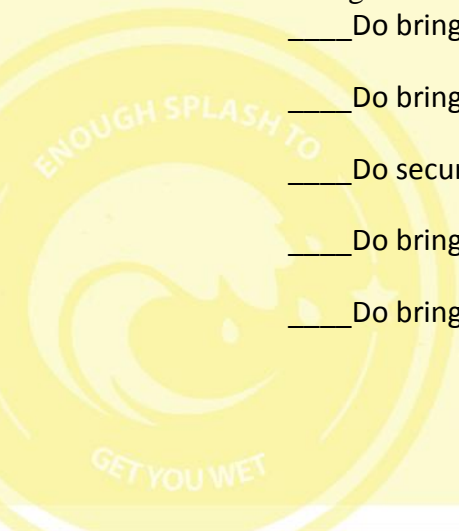 ____Do bring
____Do bring
____Do secur
____Do bring
____Do bring
ENOUGH SPLASH TO
GET YOU WET